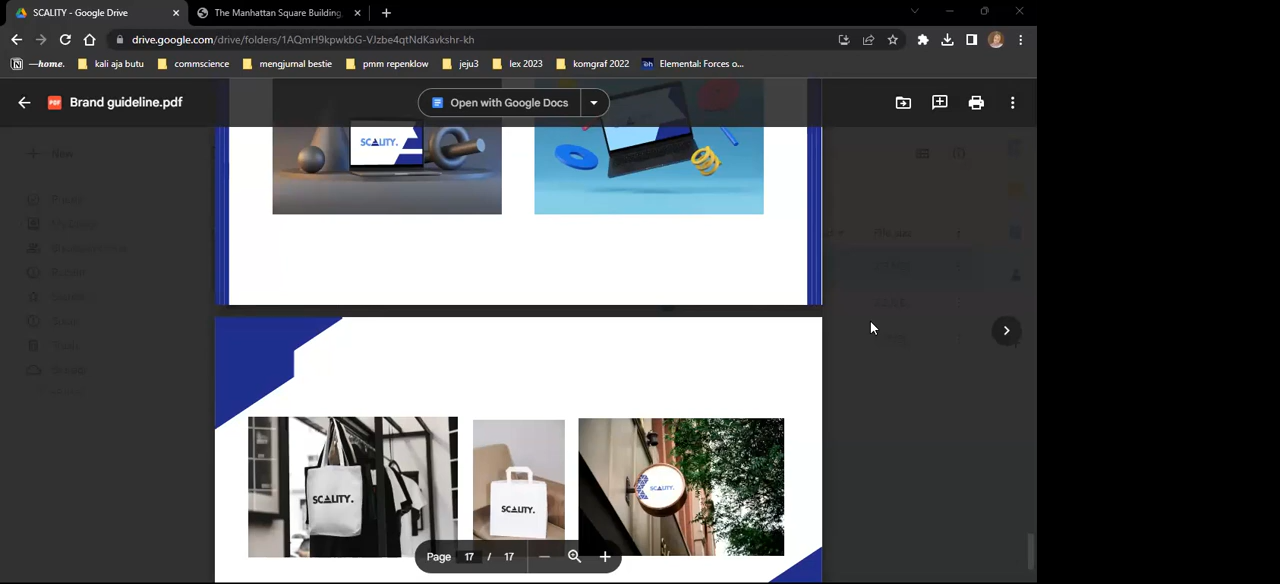 SCALITY - Google Drive
The Manhattan Square Building,
drive.google.com/drive/folders/1AQmH9kpwkbG-VJzbe4qtNdKavkshr-kh
—home.
kali aja butu
commscience
mengjurnal bestie
pmm repenklow
jeju3
lex 2023
komgraf 2022
Elemental: Forces o...
Brand guideline.pdf
Open with Google Docs
New
SCALITY.
SCALITY.
SCALITY.
SCALITY.
Page 17 / 17